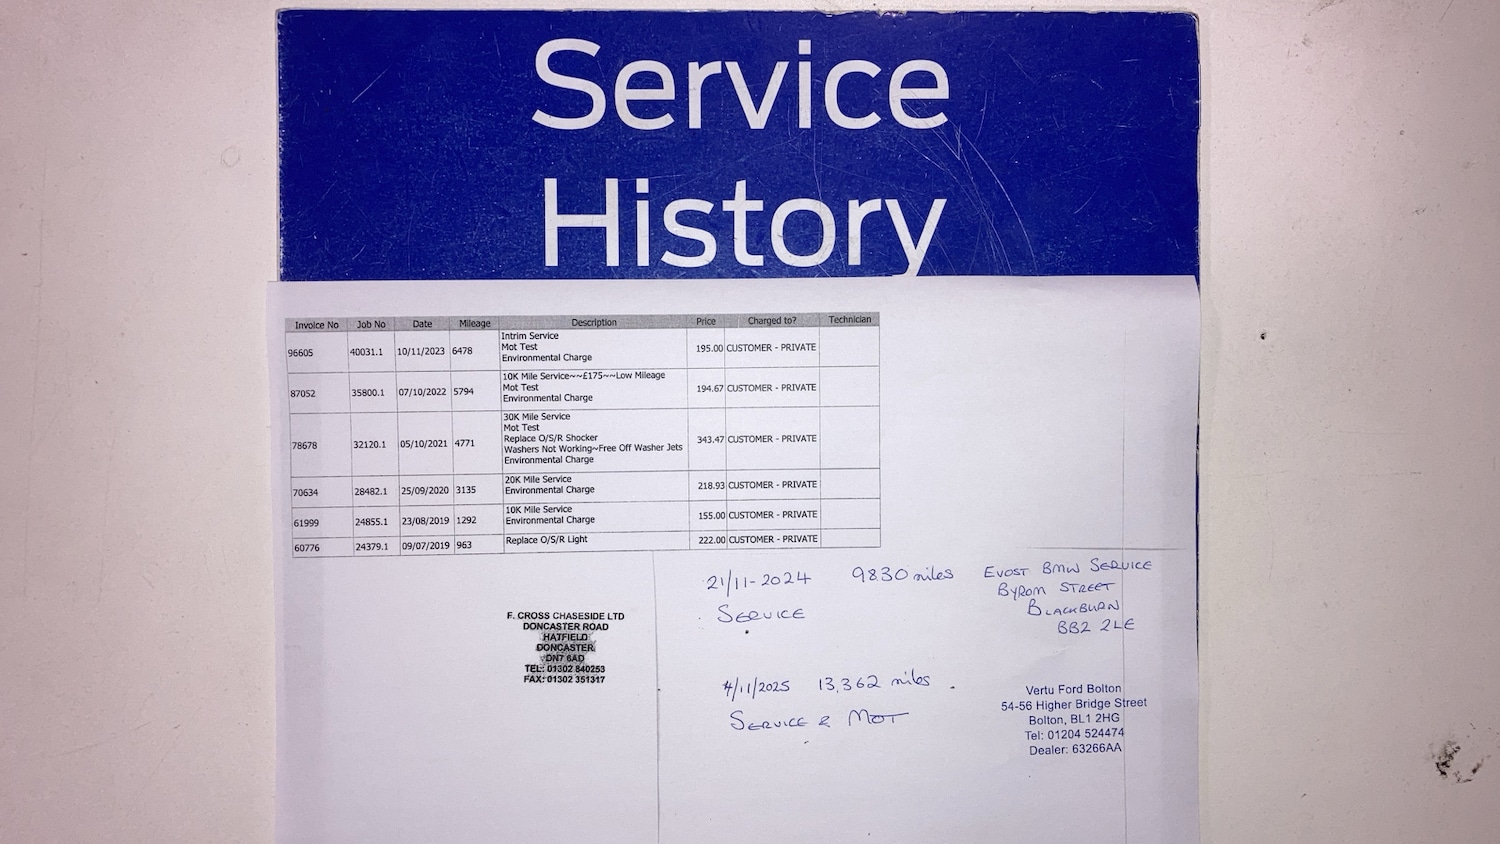 Service
History
Invoice No Job No Date Mileage Description Price Charged to? Technician
96605 40031.1 10/11/2023 6478 Intrim Service 195.00 CUSTOMER - PRIVATE
Mot Test
Environmental Charge
87052 35800.1 07/10/2022 5794 10K Mile Service~~£175~~Low Mileage 194.67 CUSTOMER - PRIVATE
Mot Test
Environmental Charge
78678 32120.1 05/10/2021 4771 30K Mile Service 343.47 CUSTOMER - PRIVATE
Mot Test
Replace O/S/R Shocker
Washers Not Working~Free Off Washer Jets
Environmental Charge
70634 28482.1 25/09/2020 3135 20K Mile Service 218.93 CUSTOMER - PRIVATE
Environmental Charge
61999 24855.1 23/08/2019 1292 10K Mile Service 155.00 CUSTOMER - PRIVATE
Environmental Charge
60776 24379.1 09/07/2019 963 Replace O/S/R Light 222.00 CUSTOMER - PRIVATE
F. CROSS CHASESIDE LTD
DONCASTER ROAD
HATFIELD
DONCASTER
DN7 6AD
TEL: 01302 840253
FAX: 01302 351317
21/11-2024 9830 miles
SERVICE
EVOST BMW SERVICE
BYROM STREET
BLACKBURN
BB2 2LE
4/11/2025 13,362 miles
SERVICE & MOT
Vertu Ford Bolton
54-56 Higher Bridge Street
Bolton, BL1 2HG
Tel: 01204 524474
Dealer: 63266AA